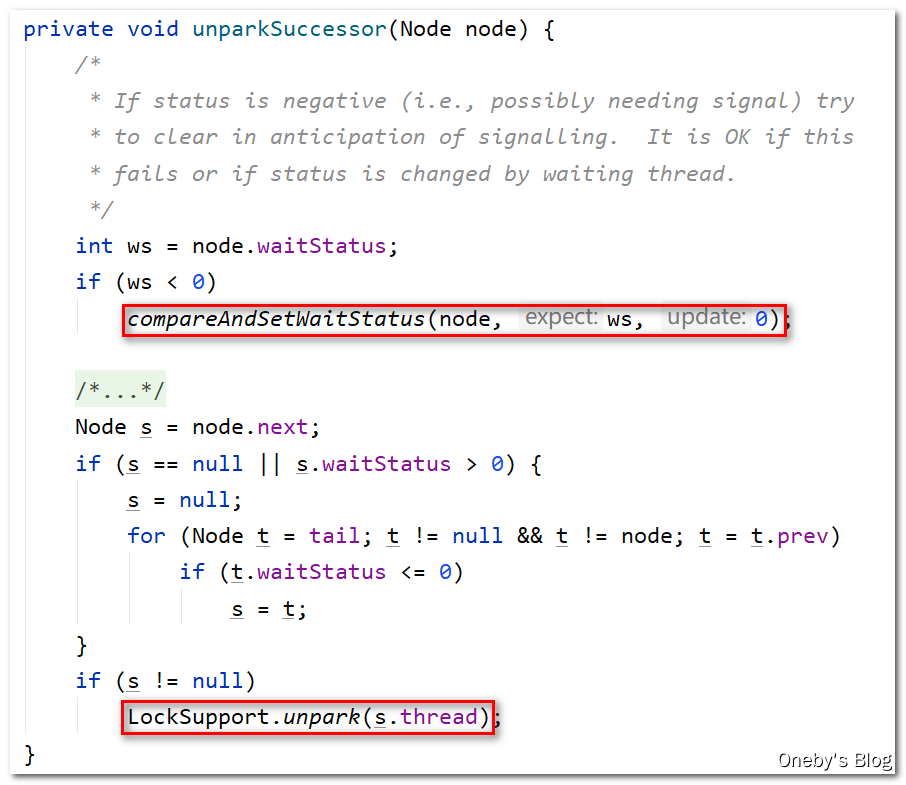 private void unparkSuccessor(Node node) {
    /*
     * If status is negative (i.e., possibly needing signal) try
     * to clear in anticipation of signalling.  It is OK if this
     * fails or if status is changed by waiting thread.
     */
    int ws = node.waitStatus;
    if (ws < 0)
        compareAndSetWaitStatus(node, expect: ws, update: 0);
    /*...*/
    Node s = node.next;
    if (s == null || s.waitStatus > 0) {
        s = null;
        for (Node t = tail; t != null && t != node; t = t.prev)
            if (t.waitStatus <= 0)
                s = t;
    }
    if (s != null)
        LockSupport.unpark(s.thread);
}
Oneby's Blog